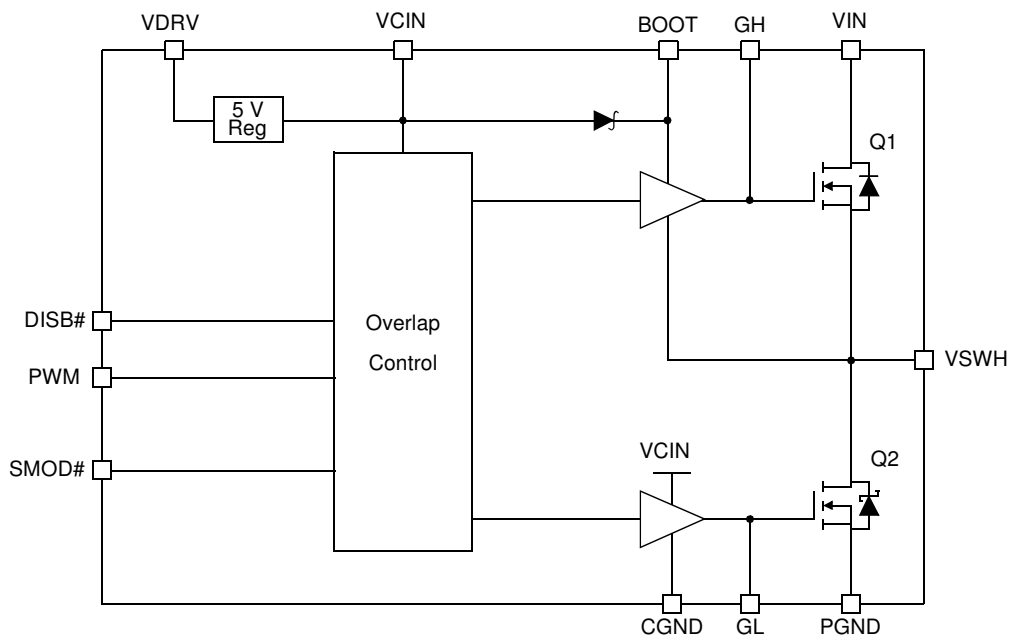 VDRV
VCIN
BOOT
GH
VIN
5 V
Reg
Q1
DISB#
Overlap
Control
PWM
VSWH
SMOD#
VCIN
Q2
CGND
GL
PGND